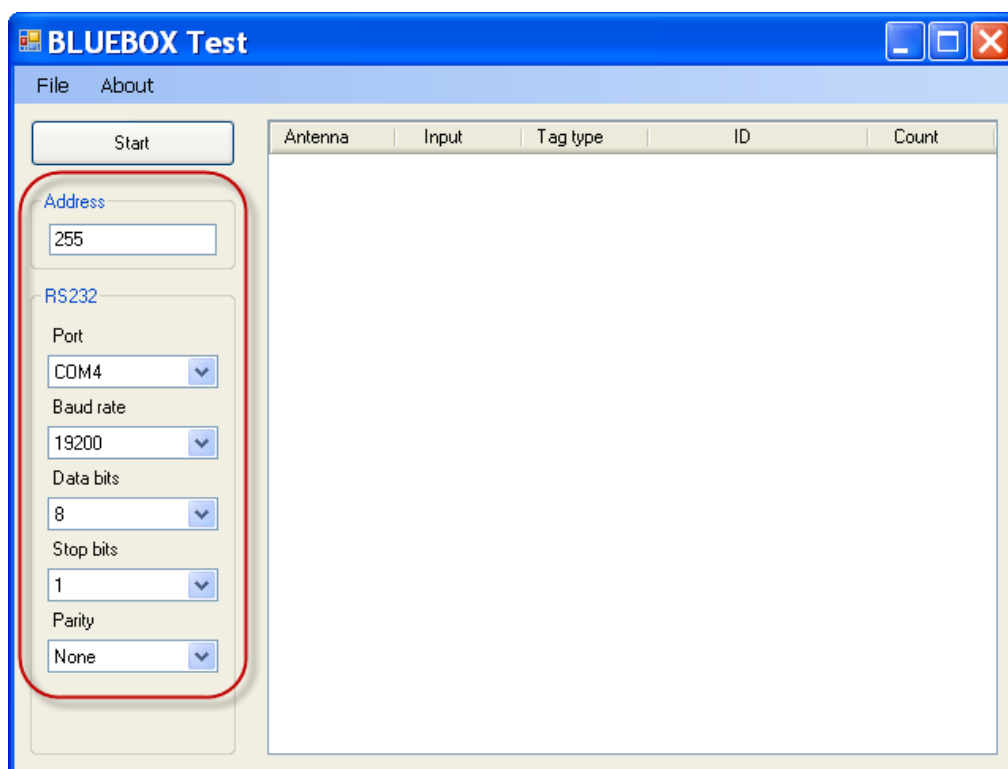 BLUEBOX Test
File About
Start
Antenna Input Tag type ID Count
Address
255
RS232
Port
COM4
Baud rate
19200
Data bits
8
Stop bits
1
Parity
None